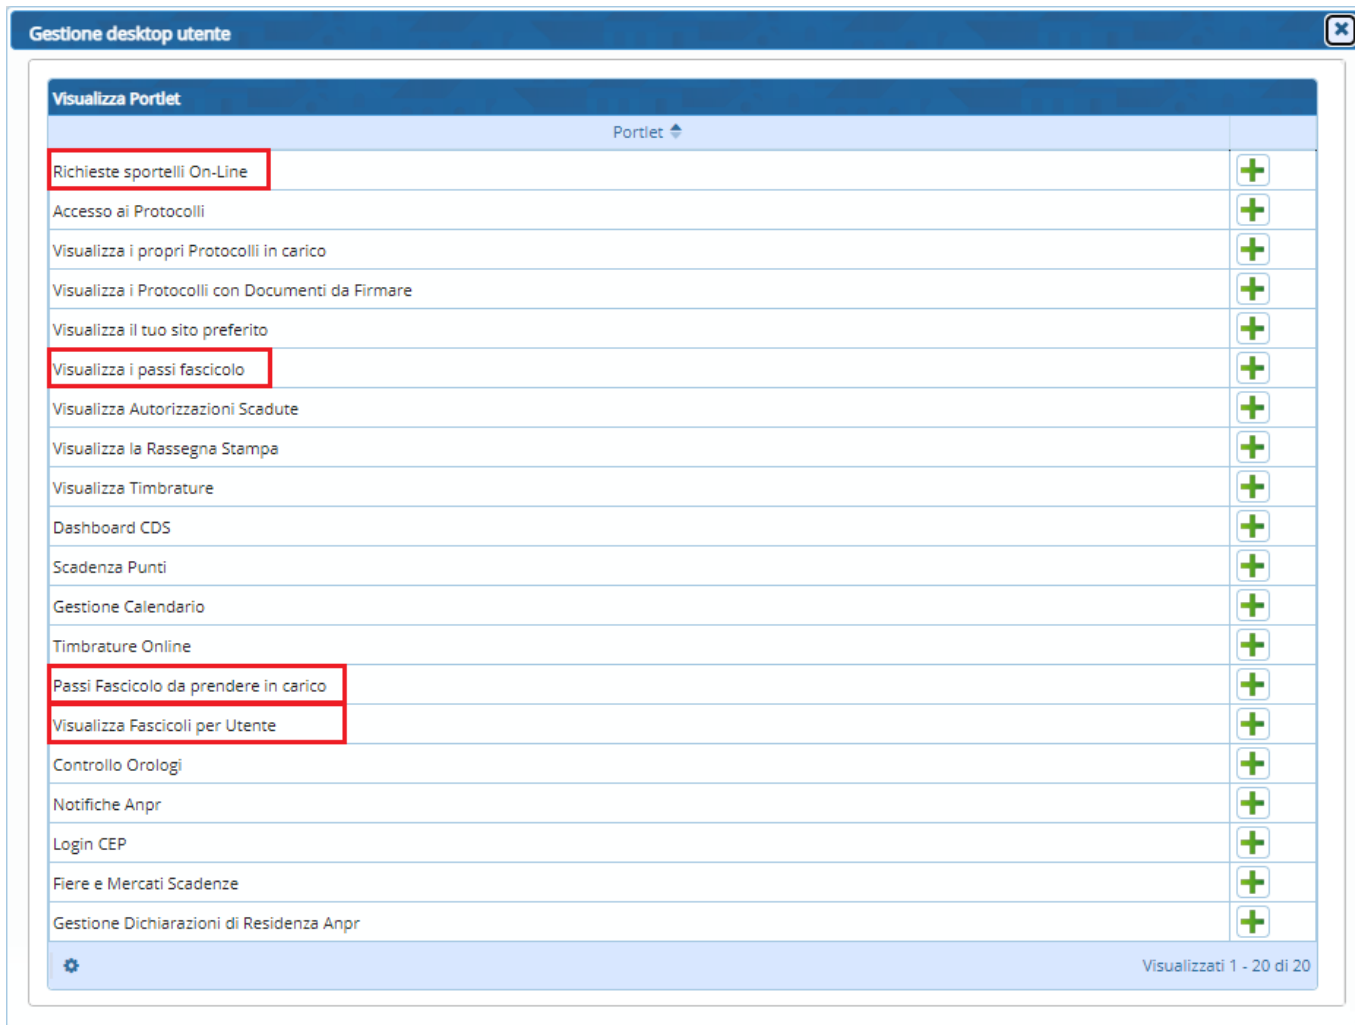 Gestione desktop utente
Visualizza Portlet
Portlet
Richieste sportelli On-Line
Accesso ai Protocolli
Visualizza i propri Protocolli in carico
Visualizza i Protocolli con Documenti da Firmare
Visualizza il tuo sito preferito
Visualizza i passi fascicolo
Visualizza Autorizzazioni Scadute
Visualizza la Rassegna Stampa
Visualizza Timbrature
Dashboard CDS
Scadenza Punti
Gestione Calendario
Timbrature Online
Passi Fascicolo da prendere in carico
Visualizza Fascicoli per Utente
Controllo Orologi
Notifiche Anpr
Login CEP
Fiere e Mercati Scadenze
Gestione Dichiarazioni di Residenza Anpr
Visualizzati 1 - 20 di 20